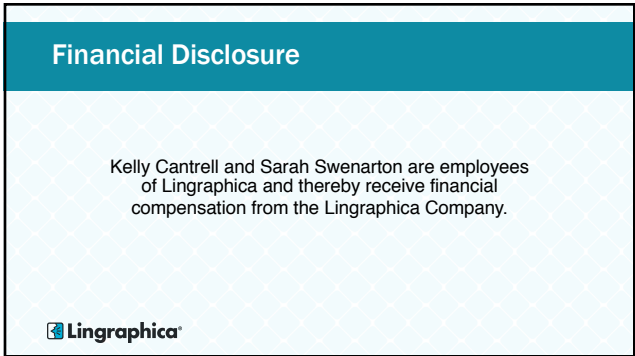 Financial Disclosure
Kelly Cantrell and Sarah Swenarton are employees
of Lingraphica and thereby receive financial
compensation from the Lingraphica Company.
Lingraphica®